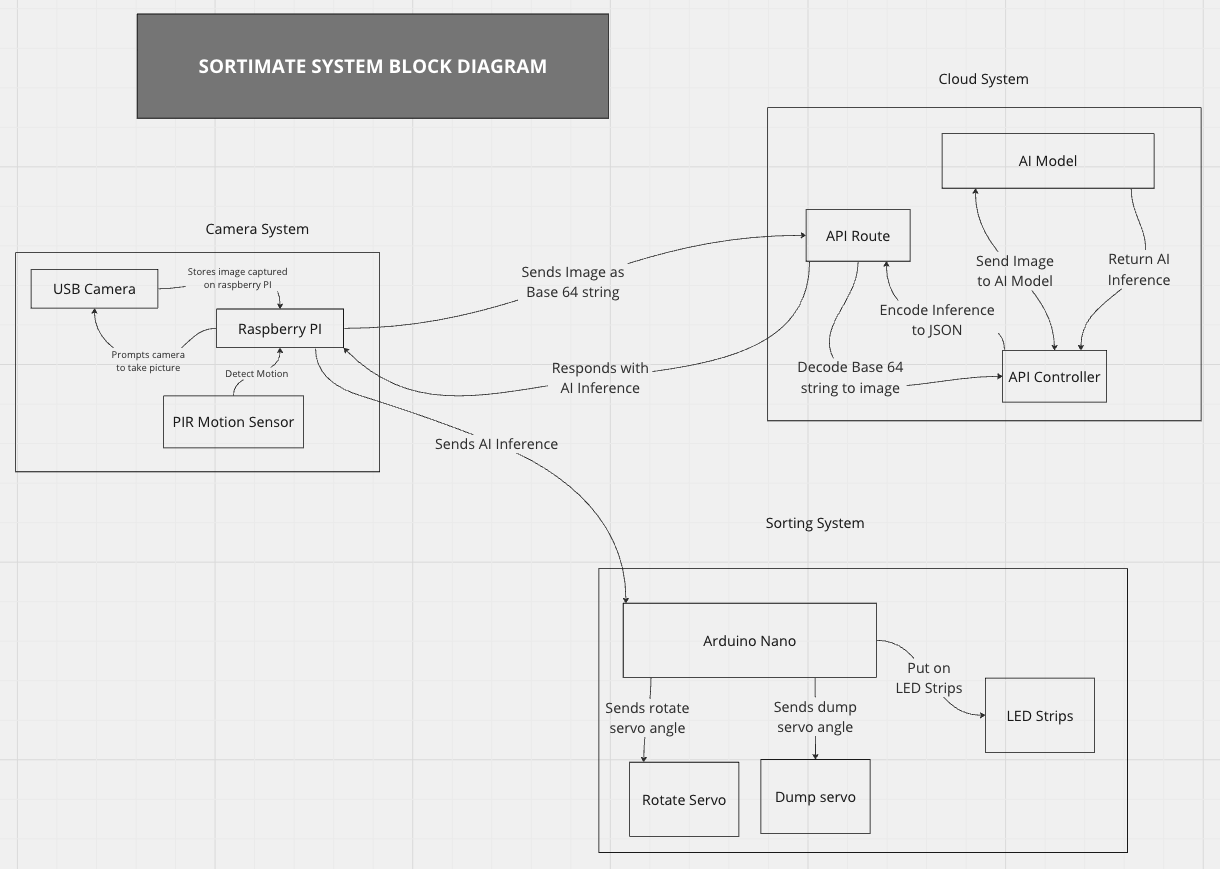 SORTIMATE SYSTEM BLOCK DIAGRAM
Cloud System
AI Model
API Route
Send Image
to AI Model
Return AI
Inference
Encode Inference
to JSON
Decode Base 64
string to image
API Controller
Camera System
USB Camera
Stores image captured
on raspberry PI
Raspberry PI
Prompts camera
to take picture
Detect Motion
PIR Motion Sensor
Sends Image as
Base 64 string
Responds with
AI Inference
Sends AI Inference
Sorting System
Arduino Nano
Put on
LED Strips
LED Strips
Sends rotate
servo angle
Sends dump
servo angle
Rotate Servo
Dump servo